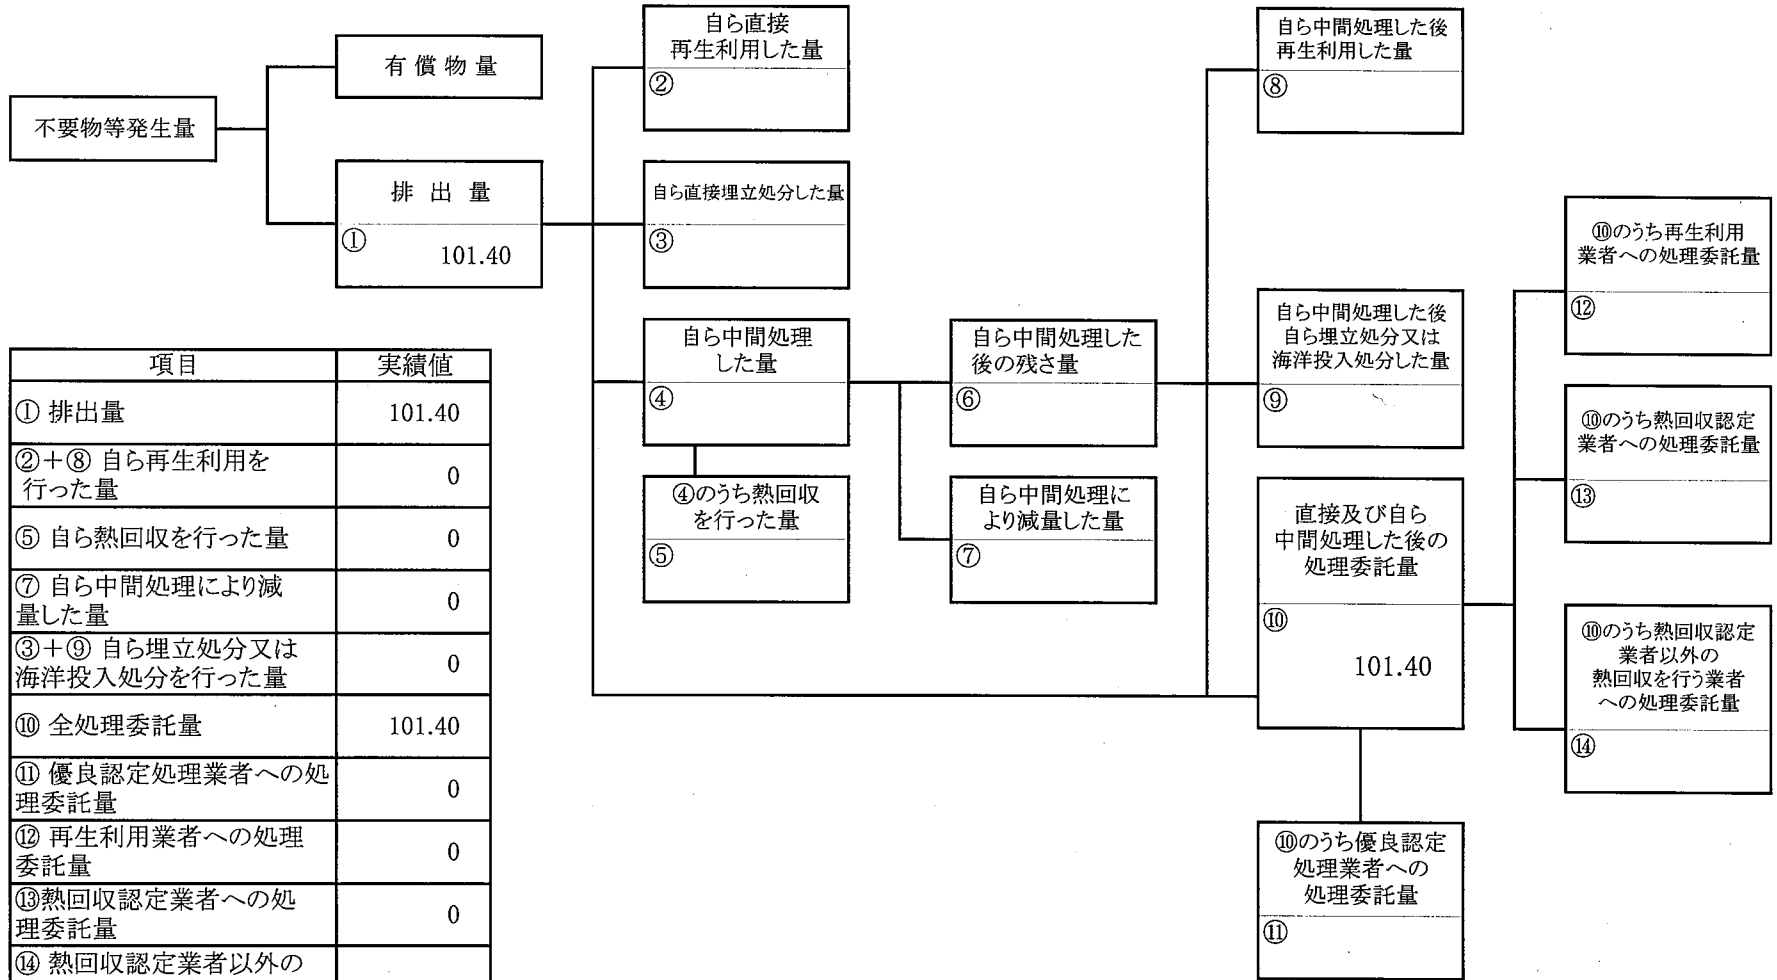 不要物等発生量
有償物量
排出量
①
101.40
自ら直接
再生利用した量
②
自ら直接埋立処分した量
③
自ら中間処理
した量
④
④のうち熱回収
を行った量
⑤
自ら中間処理した
後の残さ量
⑥
自ら中間処理に
より減量した量
⑦
自ら中間処理した後
再生利用した量
⑧
自ら中間処理した後
自ら埋立処分又は
海洋投入処分した量
⑨
直接及び自ら
中間処理した後の
処理委託量
⑩
101.40
⑩のうち優良認定
処理業者への
処理委託量
⑪
⑩のうち再生利用
業者への処理委託量
⑫
⑩のうち熱回収認定
業者への処理委託量
⑬
⑩のうち熱回収認定
業者以外の
熱回収を行う業者
への処理委託量
⑭
項目 実績値
① 排出量 101.40
②+⑧ 自ら再生利用を
行った量 0
⑤ 自ら熱回収を行った量 0
⑦ 自ら中間処理により減
量した量 0
③+⑨ 自ら埋立処分又は
海洋投入処分を行った量 0
⑩ 全処理委託量 101.40
⑪ 優良認定処理業者への処
理委託量 0
⑫ 再生利用業者への処理
委託量 0
⑬熱回収認定業者への処
理委託量 0
⑭ 熱回収認定業者以外の